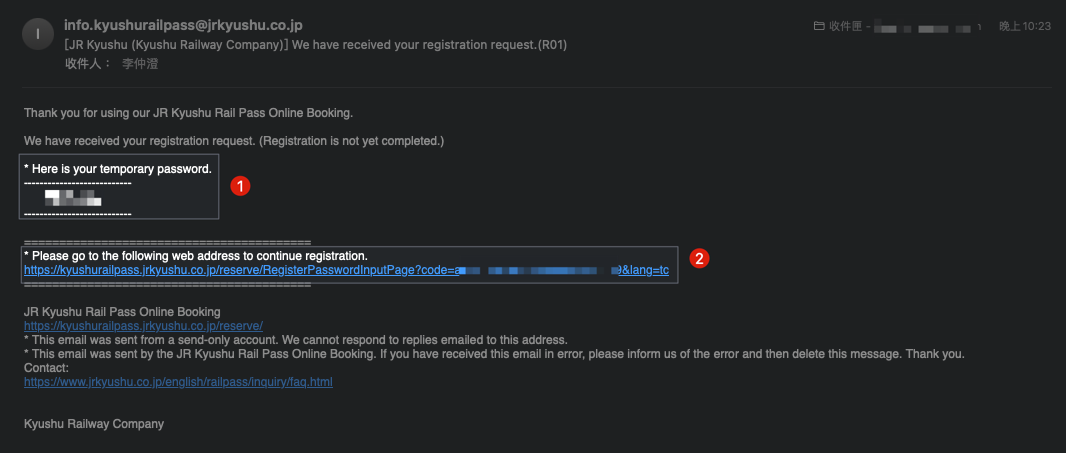 I
info.kyushurailpass@jrkyushu.co.jp
收件匣 -
1
晚上10:23
[JR Kyushu (Kyushu Railway Company)] We have received your registration request.(R01)
收件人： 李仲澄
Thank you for using our JR Kyushu Rail Pass Online Booking.
We have received your registration request. (Registration is not yet completed.)
* Here is your temporary password.
---------------------------
1
---------------------------
=========================================
* Please go to the following web address to continue registration.
2
https://kyushurailpass.jrkyushu.co.jp/reserve/RegisterPasswordInputPage?code=a &lang=tc
=========================================
JR Kyushu Rail Pass Online Booking
https://kyushurailpass.jrkyushu.co.jp/reserve/
* This email was sent from a send-only account. We cannot respond to replies emailed to this address.
* This email was sent by the JR Kyushu Rail Pass Online Booking. If you have received this email in error, please inform us of the error and then delete this message. Thank you.
Contact:
https://www.jrkyushu.co.jp/english/railpass/inquiry/faq.html
Kyushu Railway Company